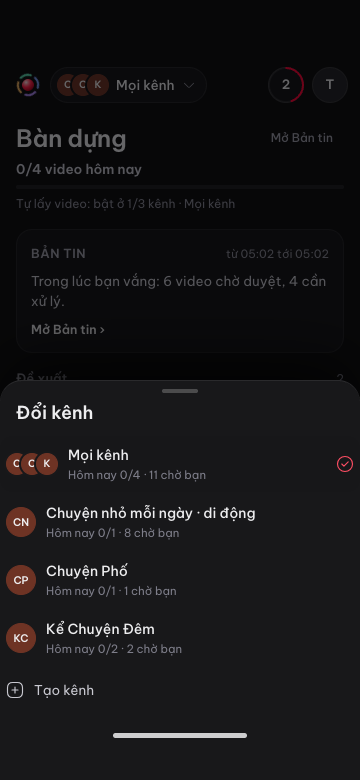 C C K Mọi kênh 2 T
Bàn dựng Mở Bản tin
0/4 video hôm nay
Tự lấy video: bật ở 1/3 kênh · Mọi kênh
BẢN TIN từ 05:02 tới 05:02
Trong lúc bạn vắng: 6 video chờ duyệt, 4 cần
xử lý.
Mở Bản tin ›
Đề xuất
Đổi kênh
C C K Mọi kênh
Hôm nay 0/4 · 11 chờ bạn
CN Chuyện nhỏ mỗi ngày · di động
Hôm nay 0/1 · 8 chờ bạn
CP Chuyện Phố
Hôm nay 0/1 · 1 chờ bạn
KC Kể Chuyện Đêm
Hôm nay 0/2 · 2 chờ bạn
Tạo kênh